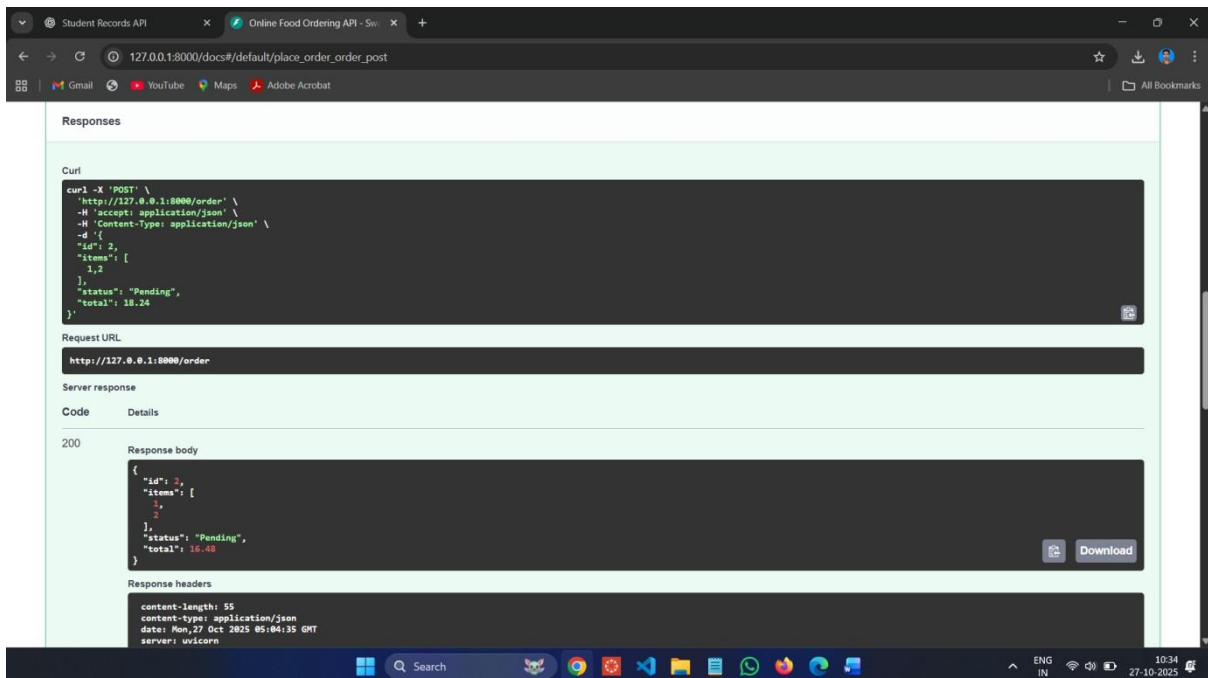 Student Records API
Online Food Ordering API - Sw
127.0.0.1:8000/docs#/default/place_order_order_post
Gmail YouTube Maps Adobe Acrobat All Bookmarks
Responses
Curl
curl -X 'POST' \
'http://127.0.0.1:8000/order' \
-H 'accept: application/json' \
-H 'Content-Type: application/json' \
-d '{
"id": 2,
"items": [
1,2
],
"status": "Pending",
"total": 18.24
}'
Request URL
http://127.0.0.1:8000/order
Server response
Code Details
200
Response body
{
"id": 2,
"items": [
1,
2
],
"status": "Pending",
"total": 16.48
}
Download
Response headers
content-length: 55
content-type: application/json
date: Mon,27 Oct 2025 05:04:35 GMT
server: uvicorn
Search
ENG
IN
10:34
27-10-2025